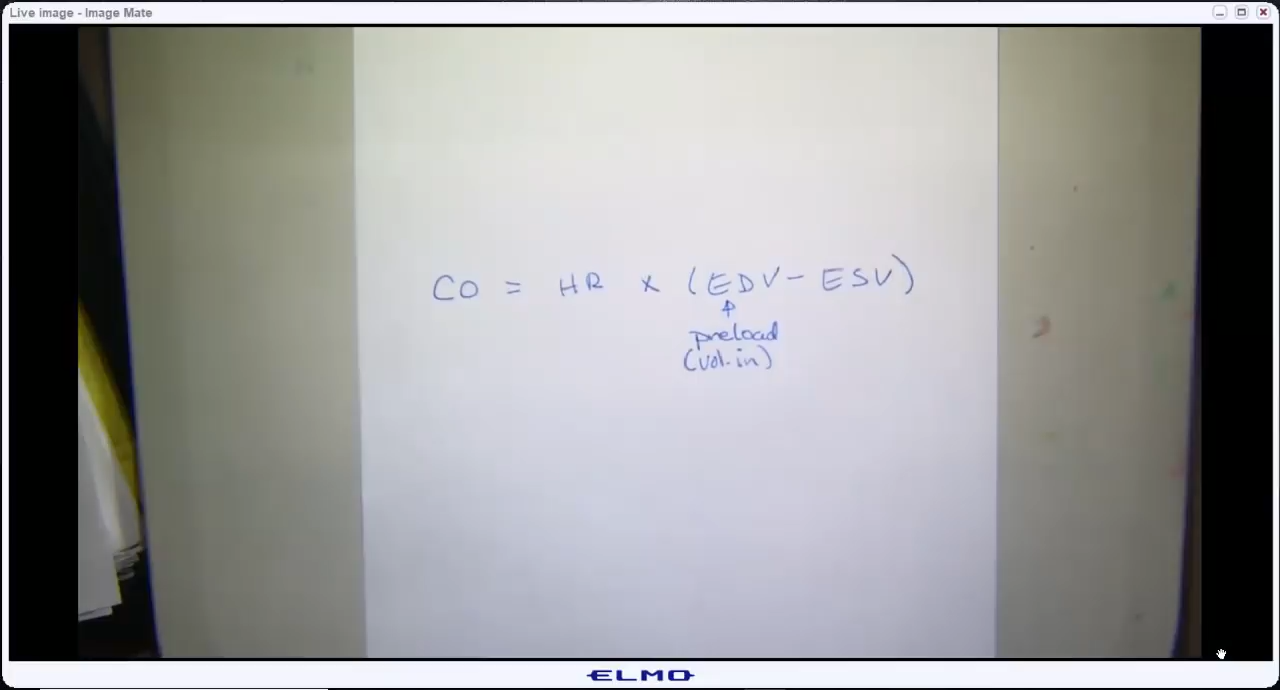 Live image - Image Mate
CO = HR x (EDV - ESV)
↑
preload
(vol. in)
ELMO